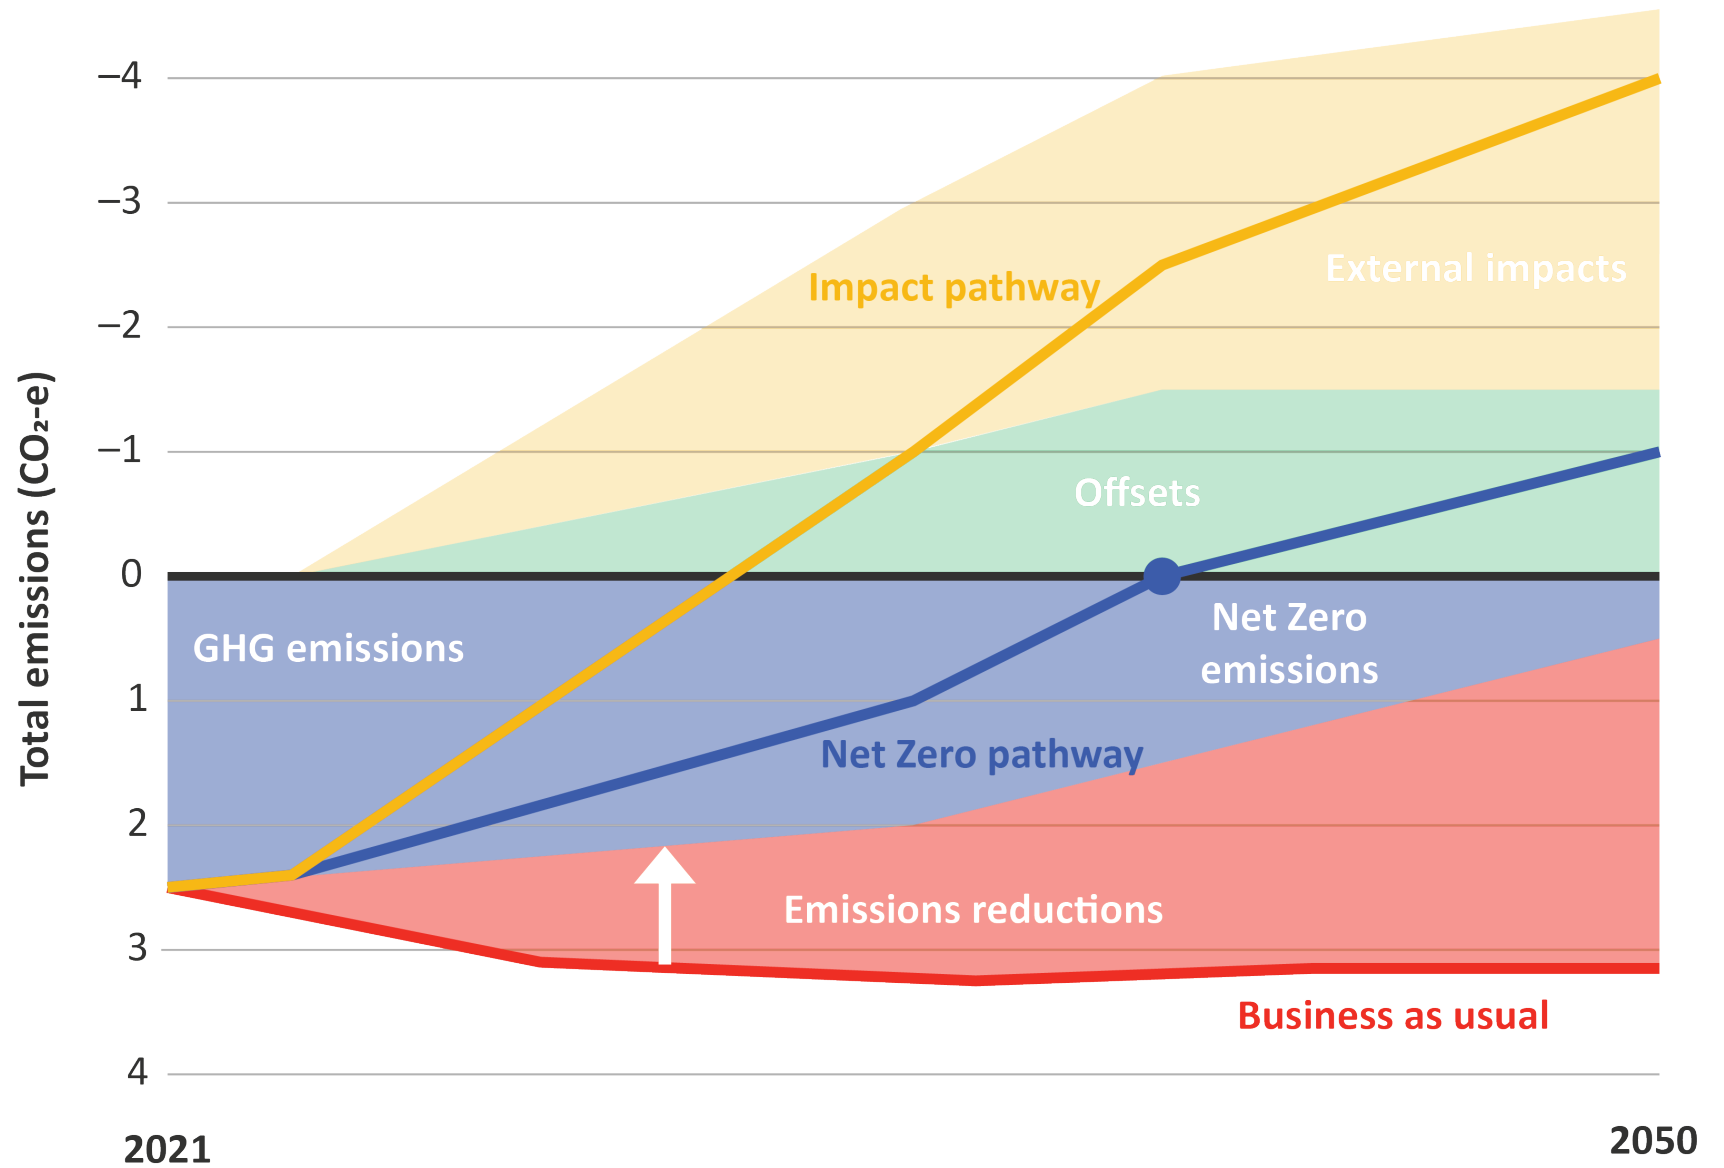 Total emissions (CO₂-e)
–4
–3
–2
–1
0
1
2
3
4
Impact pathway
External impacts
Offsets
GHG emissions
Net Zero
emissions
Net Zero pathway
Emissions reductions
Business as usual
2021
2050